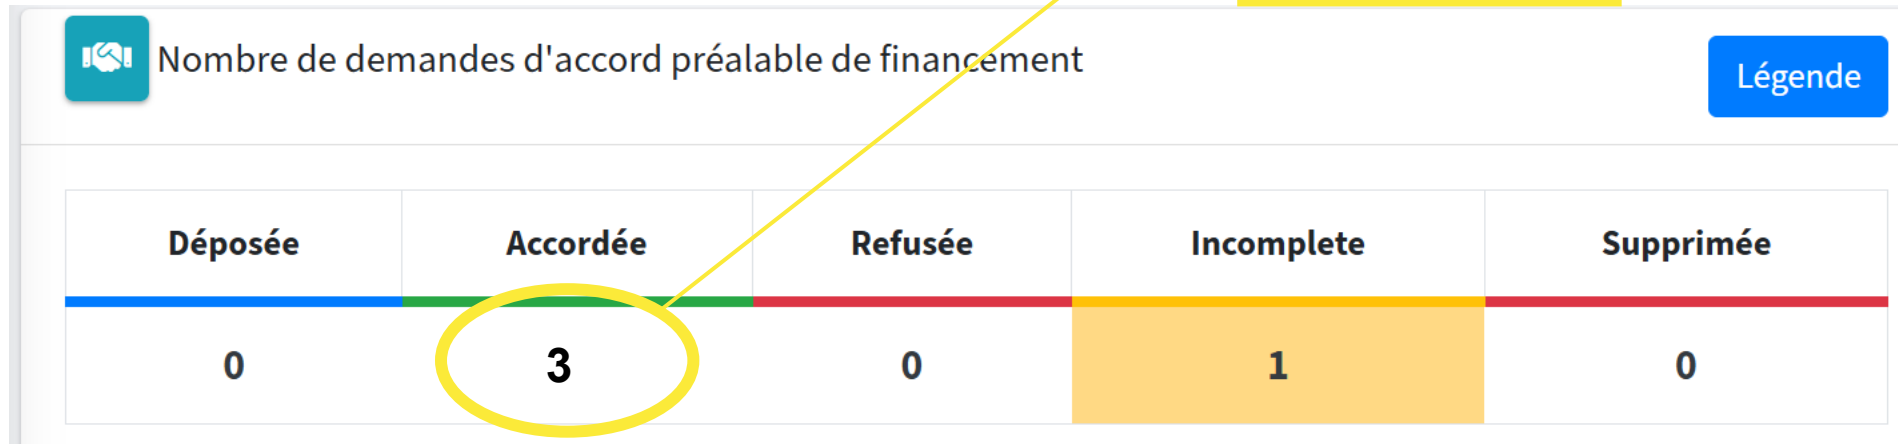 Nombre de demandes d'accord préalable de financement
Légende
Déposée Accordée Refusée Incomplete Supprimée
0 3 0 1 0